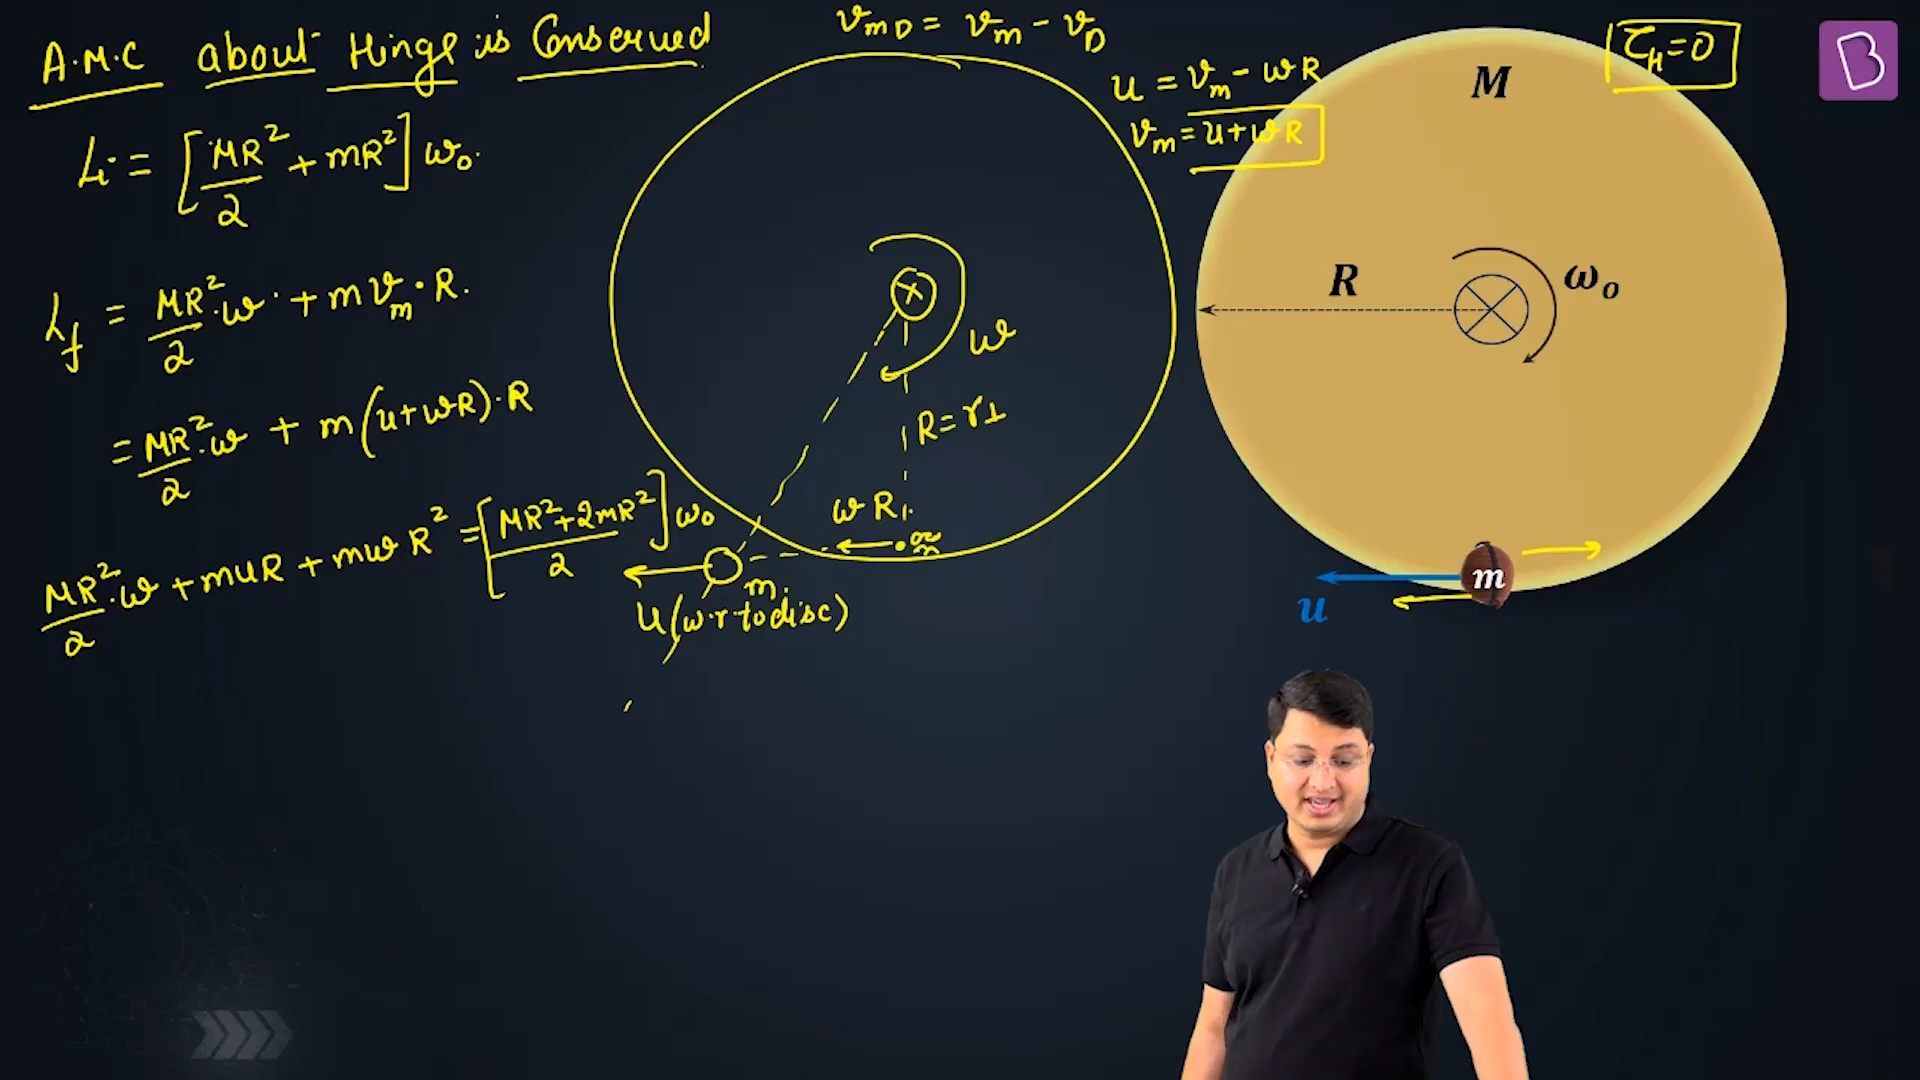 A.M.C about Hinge is Conserved
Li = [MR²/2 + mR²] ω₀.
L_f = MR²/2 . ω + m v_m . R.
= MR²/2 . ω + m(u+ωR) . R
MR²/2 . ω + muR + mωR² = [MR²+2mR²/2] ω₀
v_mD = v_m − v_D
u = v_m − ωR
v_m = u+ωR
ω
R = r⊥
ωR
m
u (w.r.to disc)
τ_H = 0
M
R
ω₀
m
u
B